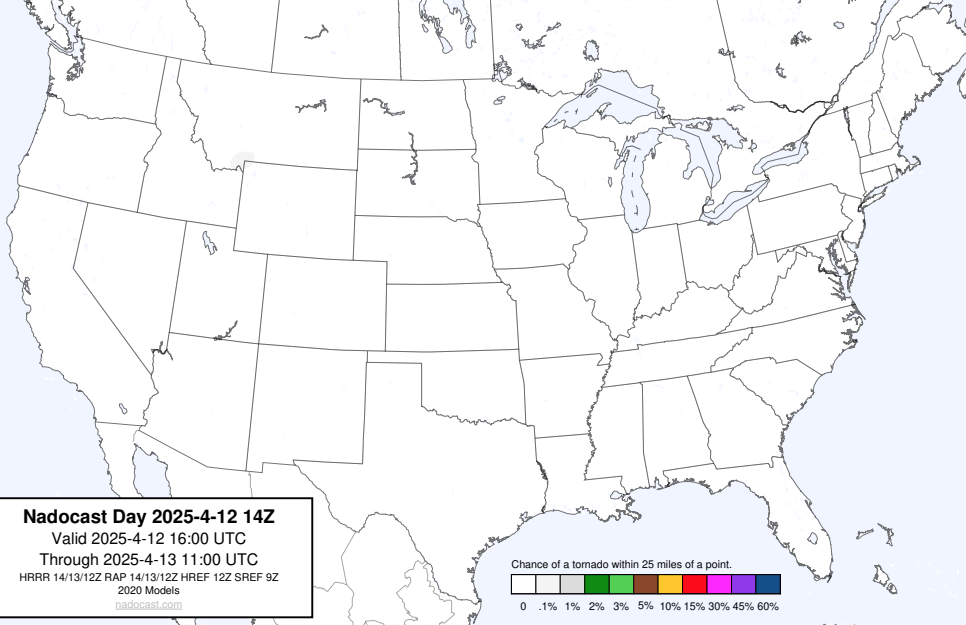 Nadocast Day 2025-4-12 14Z
Valid 2025-4-12 16:00 UTC
Through 2025-4-13 11:00 UTC
HRRR 14/13/12Z RAP 14/13/12Z HREF 12Z SREF 9Z
2020 Models
nadocast.com
Chance of a tornado within 25 miles of a point.
0 .1% 1% 2% 3% 5% 10% 15% 30% 45% 60%